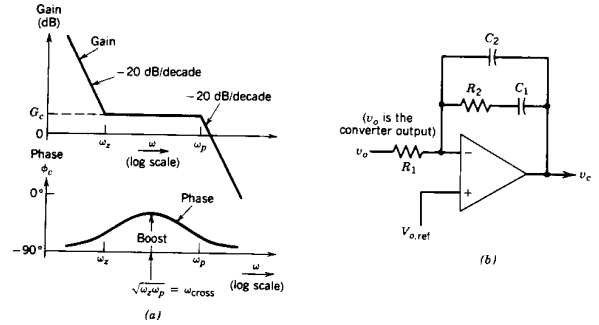 Gain
(dB)
Gain
−20 dB/decade
−20 dB/decade
G_c
0
ω_z
ω
(log scale)
ω_p
Phase
ϕ_c
0°
Phase
Boost
−90°
ω_z
ω_p
ω
(log scale)
√ω_zω_p = ω_cross
(a)
C_2
R_2
C_1
(v_o is the
converter output)
v_o
R_1
−
+
v_c
V_o,ref
(b)